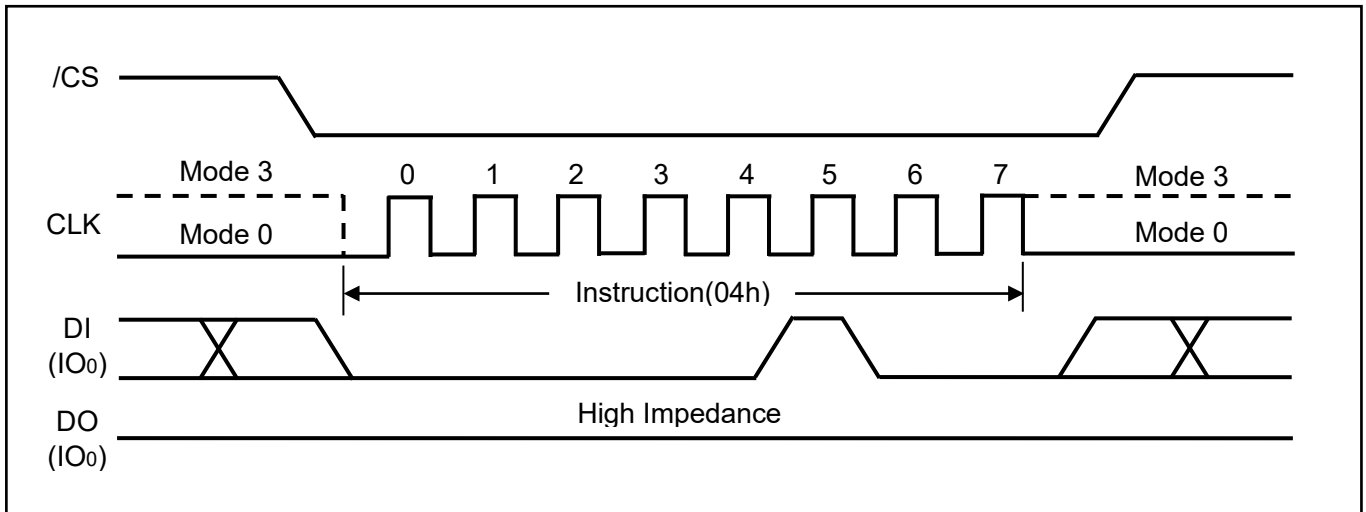 /CS
Mode 3 0 1 2 3 4 5 6 7 Mode 3
CLK
Mode 0 Mode 0
Instruction(04h)
DI
(IO0)
High Impedance
DO
(IO0)